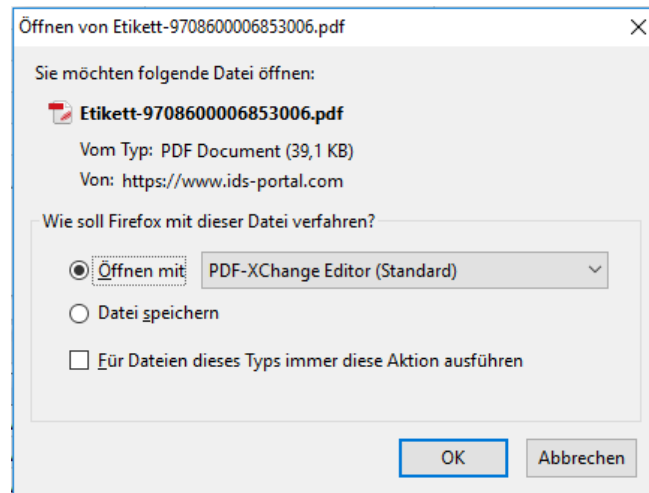 Öffnen von Etikett-9708600006853006.pdf
Sie möchten folgende Datei öffnen:
Etikett-9708600006853006.pdf
Vom Typ: PDF Document (39,1 KB)
Von: https://www.ids-portal.com
Wie soll Firefox mit dieser Datei verfahren?
Öffnen mit PDF-XChange Editor (Standard)
Datei speichern
Für Dateien dieses Typs immer diese Aktion ausführen
OK Abbrechen